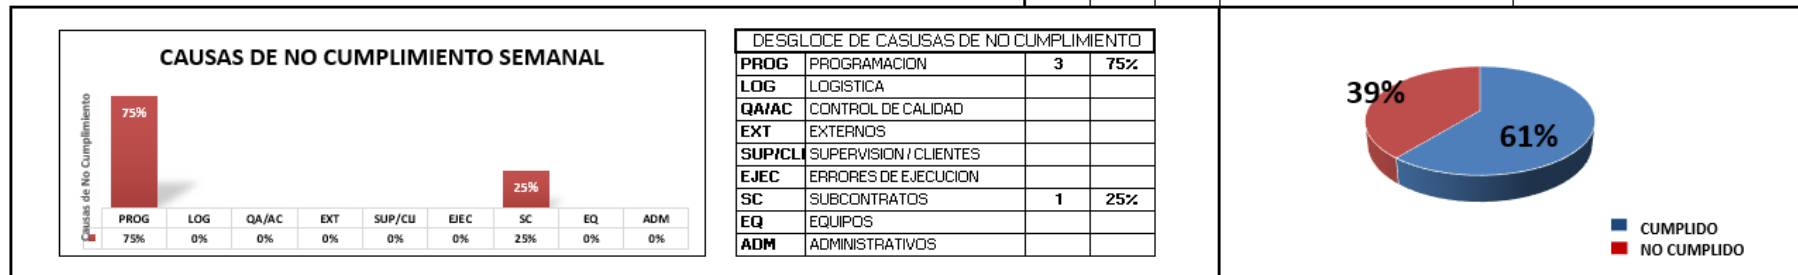 CAUSAS DE NO CUMPLIMIENTO SEMANAL
Causas de No Cumplimiento
75%
25%
PROG LOG QA/AC EXT SUP/CLI EJEC SC EQ ADM
75% 0% 0% 0% 0% 0% 25% 0% 0%
DESGLOCE DE CASUSAS DE NO CUMPLIMIENTO
PROG PROGRAMACION 3 75%
LOG LOGISTICA
QA/AC CONTROL DE CALIDAD
EXT EXTERNOS
SUP/CLI SUPERVISION / CLIENTES
EJEC ERRORES DE EJECUCION
SC SUBCONTRATOS 1 25%
EQ EQUIPOS
ADM ADMINISTRATIVOS
39%
61%
CUMPLIDO
NO CUMPLIDO